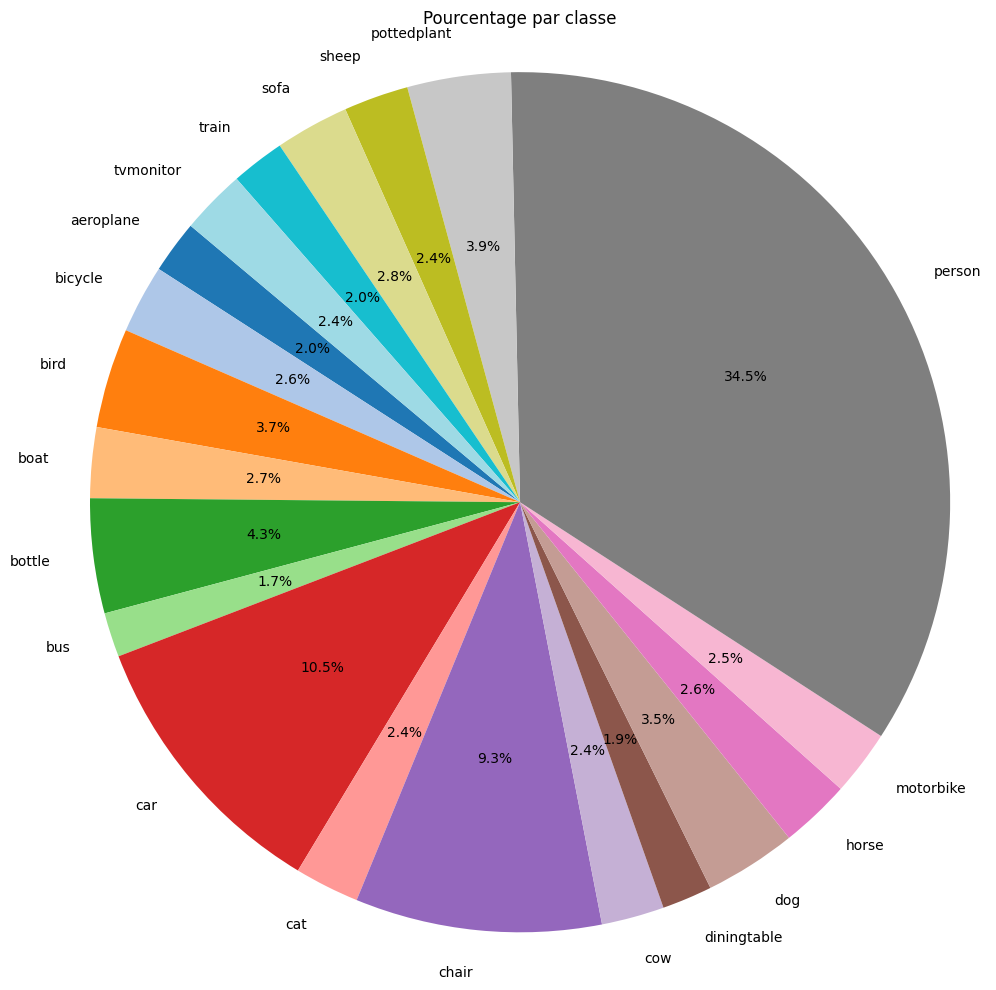 Pourcentage par classe
pottedplant
sheep
sofa
train
tvmonitor
aeroplane
bicycle
bird
boat
bottle
bus
car
cat
chair
cow
diningtable
dog
horse
motorbike
person
3.9%
2.4%
2.8%
2.0%
2.4%
2.0%
2.6%
3.7%
2.7%
4.3%
1.7%
10.5%
2.4%
9.3%
2.4%
1.9%
3.5%
2.6%
2.5%
34.5%